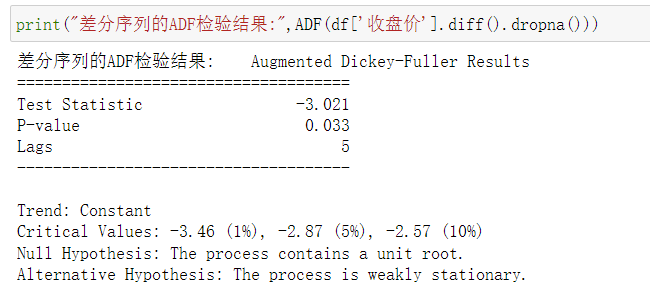 print("差分序列的ADF检验结果:",ADF(df['收盘价'].diff().dropna()))
差分序列的ADF检验结果:    Augmented Dickey-Fuller Results
=====================================
Test Statistic                 -3.021
P-value                         0.033
Lags                                5
-------------------------------------
Trend: Constant
Critical Values: -3.46 (1%), -2.87 (5%), -2.57 (10%)
Null Hypothesis: The process contains a unit root.
Alternative Hypothesis: The process is weakly stationary.